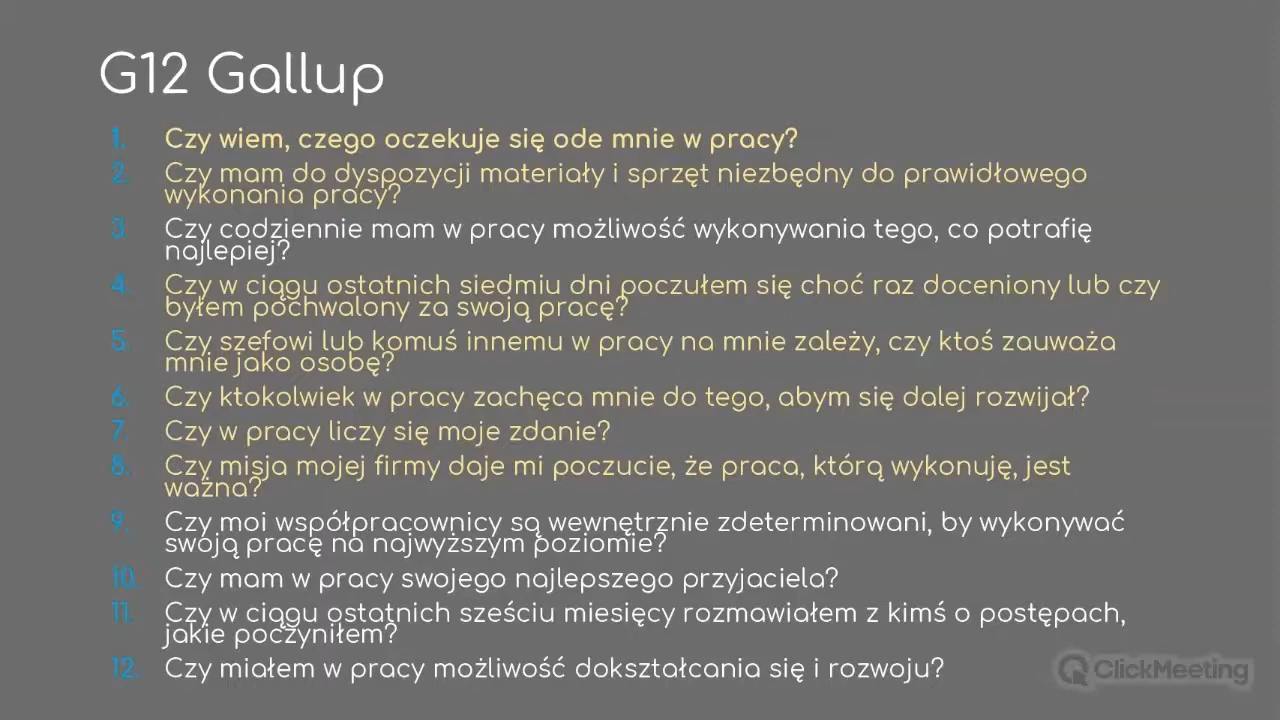 G12 Gallup
1. Czy wiem, czego oczekuje się ode mnie w pracy?
2. Czy mam do dyspozycji materiały i sprzęt niezbędny do prawidłowego
wykonania pracy?
3. Czy codziennie mam w pracy możliwość wykonywania tego, co potrafię
najlepiej?
4. Czy w ciągu ostatnich siedmiu dni poczułem się choć raz doceniony lub czy
byłem pochwalony za swoją pracę?
5. Czy szefowi lub komuś innemu w pracy na mnie zależy, czy ktoś zauważa
mnie jako osobę?
6. Czy ktokolwiek w pracy zachęca mnie do tego, abym się dalej rozwijał?
7. Czy w pracy liczy się moje zdanie?
8. Czy misja mojej firmy daje mi poczucie, że praca, którą wykonuję, jest
ważna?
9. Czy moi współpracownicy są wewnętrznie zdeterminowani, by wykonywać
swoją pracę na najwyższym poziomie?
10. Czy mam w pracy swojego najlepszego przyjaciela?
11. Czy w ciągu ostatnich sześciu miesięcy rozmawiałem z kimś o postępach,
jakie poczyniłem?
12. Czy miałem w pracy możliwość dokształcania się i rozwoju?
ClickMeeting